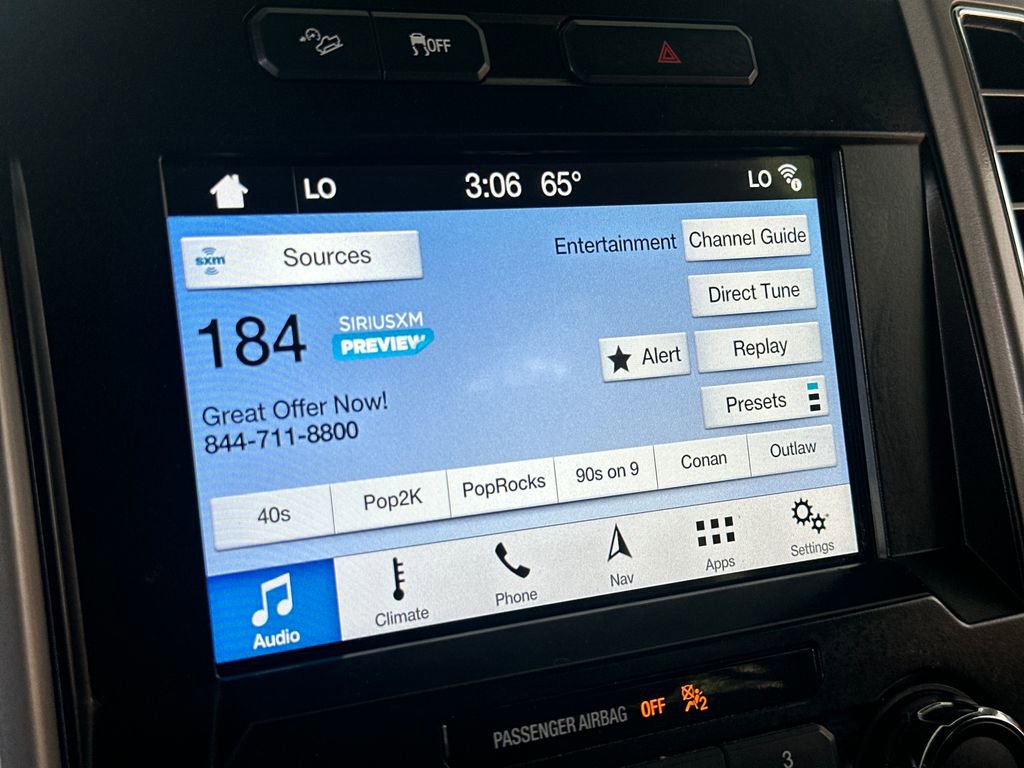 OFF
LO 3:06 65° LO
sxm Sources
Entertainment Channel Guide
Direct Tune
184 SIRIUSXM
PREVIEW
Alert Replay
Great Offer Now!
844-711-8800
Presets
40s Pop2K PopRocks 90s on 9 Conan Outlaw
Audio Climate Phone Nav Apps Settings
PASSENGER AIRBAG OFF 2
3